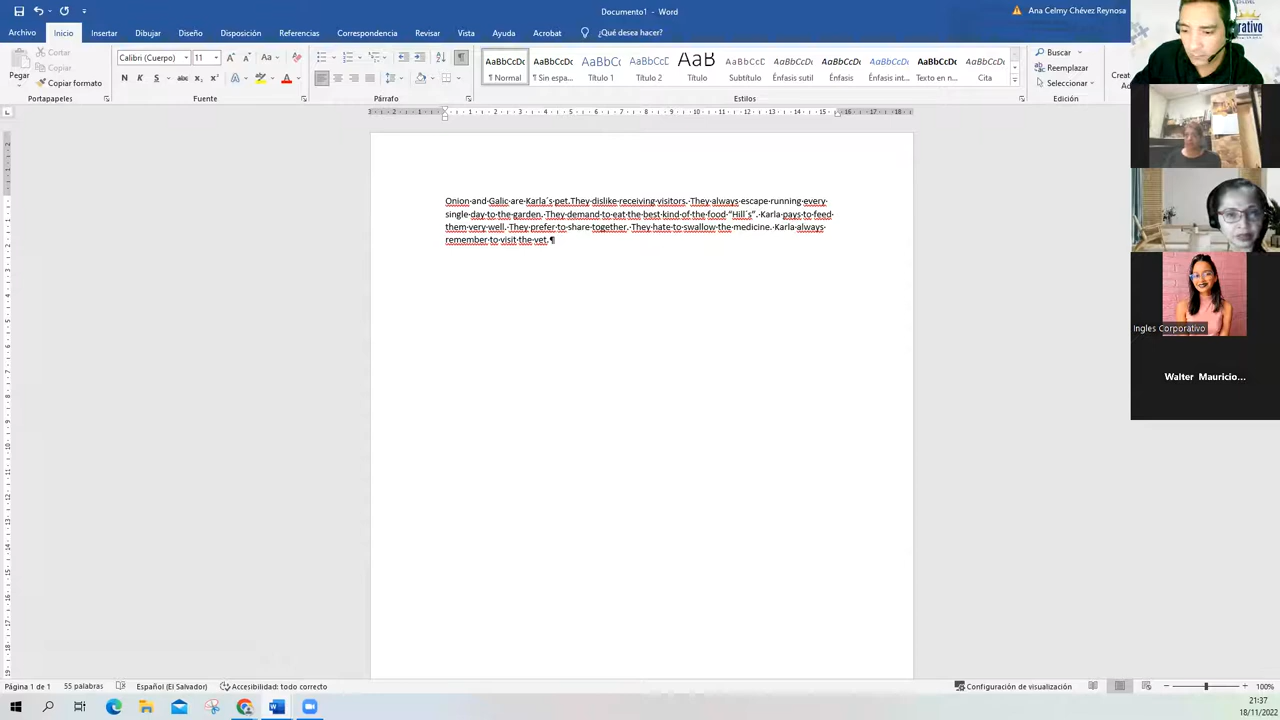 Documento1 - Word
Ana Celmy Chávez Reynosa
Archivo Inicio Insertar Dibujar Diseño Disposición Referencias Correspondencia Revisar Vista Ayuda Acrobat ¿Qué desea hacer?
Pegar
Cortar
Copiar
Copiar formato
Calibri (Cuerpo) 11
Portapapeles Fuente Párrafo Estilos Edición
AaBbCcDc AaBbCcDc AaBbCc AaBbCcC AaB AaBbCcD AaBbCcDc AaBbCcDc AaBbCcDc AaBbCcDc AaBbCcDc
¶ Normal ¶ Sin espa... Título 1 Título 2 Título Subtítulo Énfasis sutil Énfasis Énfasis int... Texto en n... Cita
Buscar
Reemplazar
Seleccionar
and Galic are Karla´s pet.They dislike receiving visitors. They always escape running every
single day to the garden. They demand to eat the best kind of the food "Hill´s". Karla pays to feed
them very well. They prefer to share together. They hate to swallow the medicine. Karla always
remember to visit the vet.¶
Ingles Corporativo
Walter Mauricio...
Página 1 de 1 55 palabras Español (El Salvador) Accesibilidad: todo correcto Configuración de visualización 100%
21:37
18/11/2022